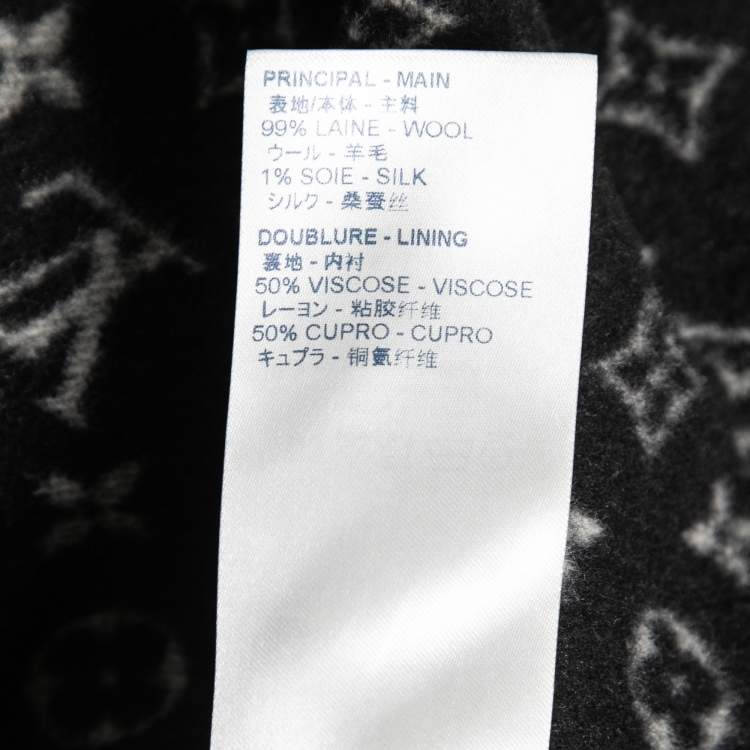 PRINCIPAL - MAIN
表地/本体 - 主料
99% LAINE - WOOL
ウール - 羊毛
1% SOIE - SILK
シルク - 桑蚕丝
DOUBLURE - LINING
裏地 - 内衬
50% VISCOSE - VISCOSE
レーヨン - 粘胶纤维
50% CUPRO - CUPRO
キュプラ - 铜氨纤维